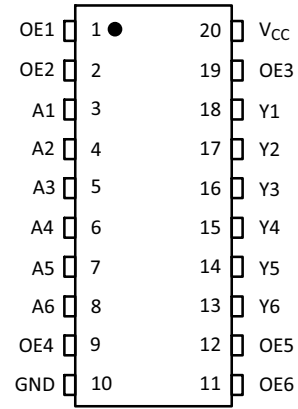 OE1 1 20 VCC
OE2 2 19 OE3
A1 3 18 Y1
A2 4 17 Y2
A3 5 16 Y3
A4 6 15 Y4
A5 7 14 Y5
A6 8 13 Y6
OE4 9 12 OE5
GND 10 11 OE6